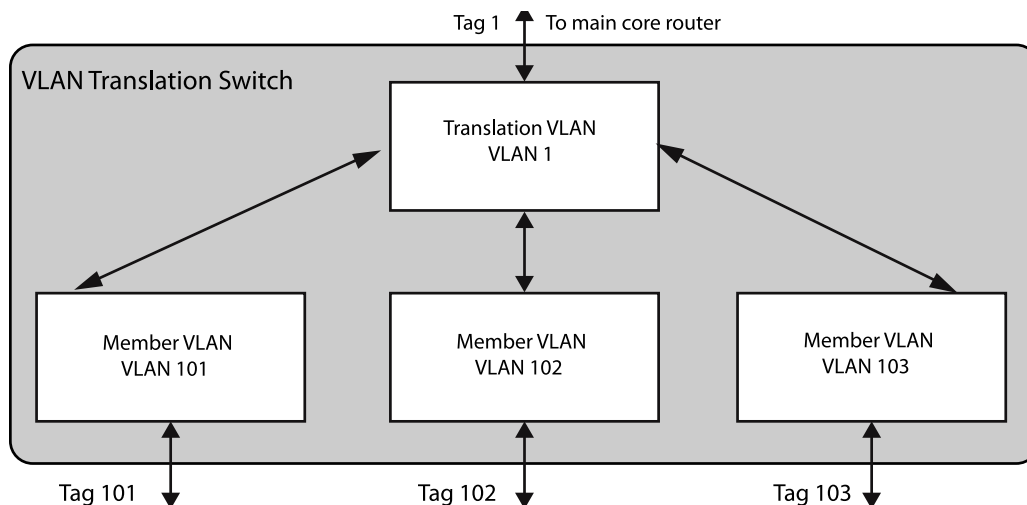 Tag 1 To main core router
VLAN Translation Switch
Translation VLAN
VLAN 1
Member VLAN
VLAN 101
Member VLAN
VLAN 102
Member VLAN
VLAN 103
Tag 101
Tag 102
Tag 103